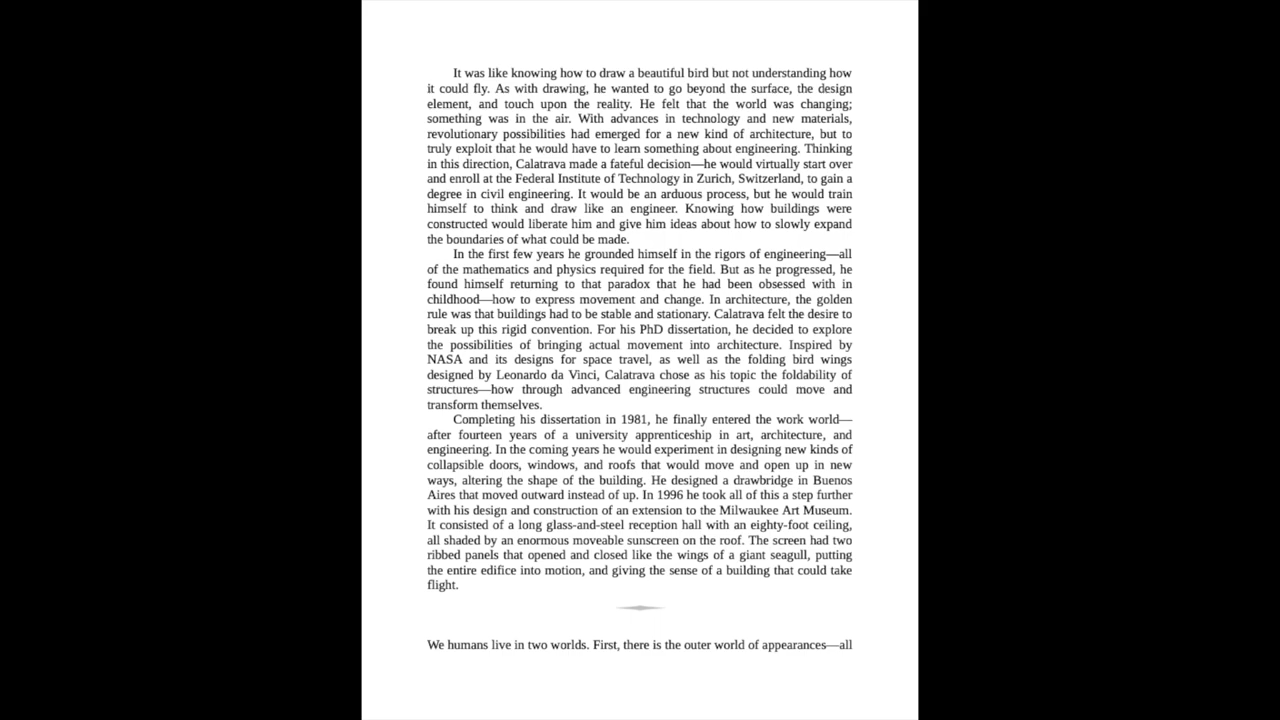 It was like knowing how to draw a beautiful bird but not understanding how
it could fly. As with drawing, he wanted to go beyond the surface, the design
element, and touch upon the reality. He felt that the world was changing;
something was in the air. With advances in technology and new materials,
revolutionary possibilities had emerged for a new kind of architecture, but to
truly exploit that he would have to learn something about engineering. Thinking
in this direction, Calatrava made a fateful decision—he would virtually start over
and enroll at the Federal Institute of Technology in Zurich, Switzerland, to gain a
degree in civil engineering. It would be an arduous process, but he would train
himself to think and draw like an engineer. Knowing how buildings were
constructed would liberate him and give him ideas about how to slowly expand
the boundaries of what could be made.
In the first few years he grounded himself in the rigors of engineering—all
of the mathematics and physics required for the field. But as he progressed, he
found himself returning to that paradox that he had been obsessed with in
childhood—how to express movement and change. In architecture, the golden
rule was that buildings had to be stable and stationary. Calatrava felt the desire to
break up this rigid convention. For his PhD dissertation, he decided to explore
the possibilities of bringing actual movement into architecture. Inspired by
NASA and its designs for space travel, as well as the folding bird wings
designed by Leonardo da Vinci, Calatrava chose as his topic the foldability of
structures—how through advanced engineering structures could move and
transform themselves.
Completing his dissertation in 1981, he finally entered the work world—
after fourteen years of a university apprenticeship in art, architecture, and
engineering. In the coming years he would experiment in designing new kinds of
collapsible doors, windows, and roofs that would move and open up in new
ways, altering the shape of the building. He designed a drawbridge in Buenos
Aires that moved outward instead of up. In 1996 he took all of this a step further
with his design and construction of an extension to the Milwaukee Art Museum.
It consisted of a long glass-and-steel reception hall with an eighty-foot ceiling,
all shaded by an enormous moveable sunscreen on the roof. The screen had two
ribbed panels that opened and closed like the wings of a giant seagull, putting
the entire edifice into motion, and giving the sense of a building that could take
flight.
We humans live in two worlds. First, there is the outer world of appearances—all